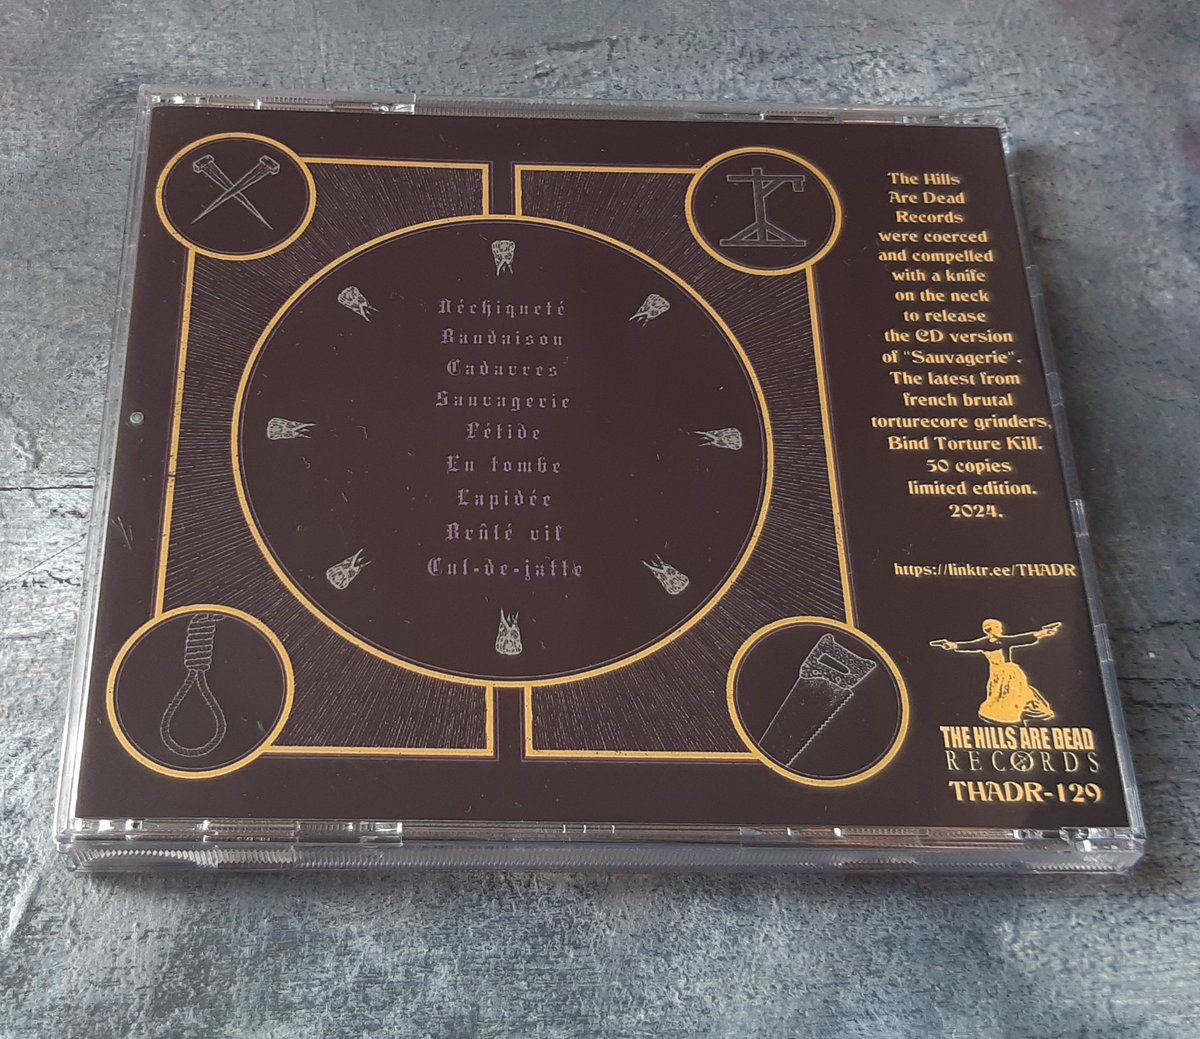 Déchiqueté
Bandaison
Cadavres
Sauvagerie
Fétide
En tombe
Lapidée
Brûlé vif
Cul-de-jatte
The Hills
Are Dead
Records
were coerced
and compelled
with a knife
on the neck
to release
the CD version
of "Sauvagerie".
The latest from
french brutal
torturecore grinders,
Bind Torture Kill.
50 copies
limited edition.
2024.
https://linktr.ee/THADR
THE HILLS ARE DEAD
RECORDS
THADR-129